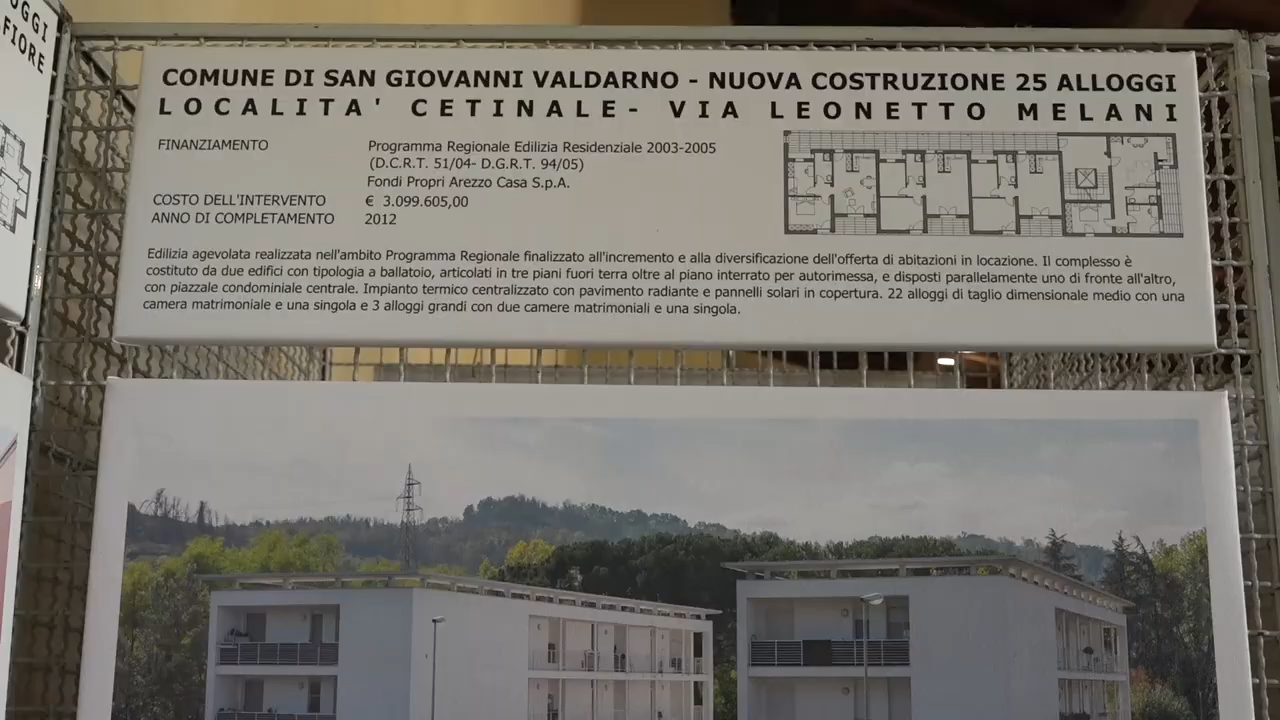 OGGI
FIORE
COMUNE DI SAN GIOVANNI VALDARNO - NUOVA COSTRUZIONE 25 ALLOGGI
LOCALITA' CETINALE- VIA LEONETTO MELANI
FINANZIAMENTO Programma Regionale Edilizia Residenziale 2003-2005
(D.C.R.T. 51/04- D.G.R.T. 94/05)
Fondi Propri Arezzo Casa S.p.A.
COSTO DELL'INTERVENTO € 3.099.605,00
ANNO DI COMPLETAMENTO 2012
Edilizia agevolata realizzata nell'ambito Programma Regionale finalizzato all'incremento e alla diversificazione dell'offerta di abitazioni in locazione. Il complesso è
costituto da due edifici con tipologia a ballatoio, articolati in tre piani fuori terra oltre al piano interrato per autorimessa, e disposti parallelamente uno di fronte all'altro,
con piazzale condominiale centrale. Impianto termico centralizzato con pavimento radiante e pannelli solari in copertura. 22 alloggi di taglio dimensionale medio con una
camera matrimoniale e una singola e 3 alloggi grandi con due camere matrimoniali e una singola.